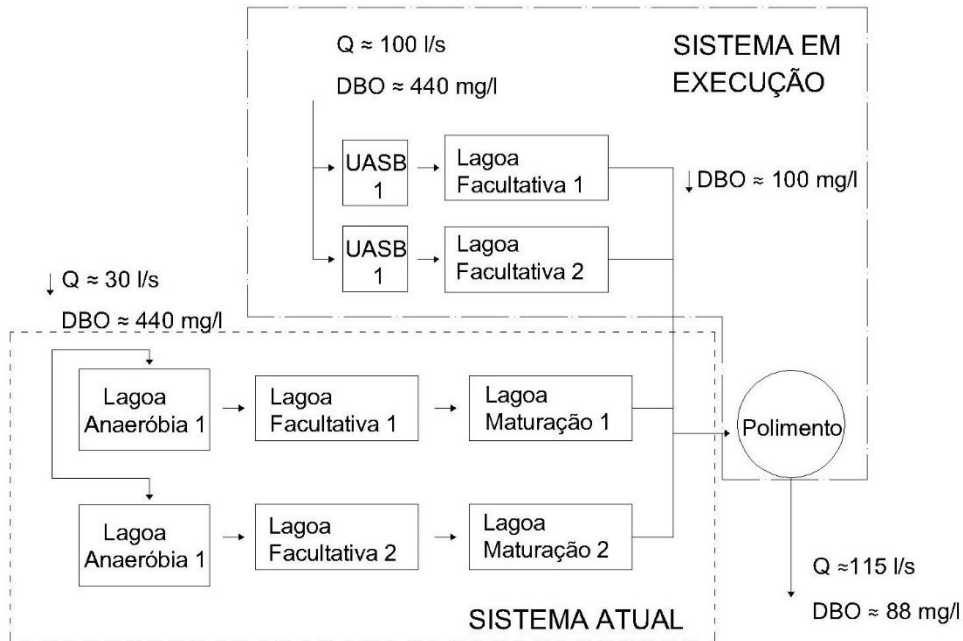 Q ≈ 100 l/s
DBO ≈ 440 mg/l
SISTEMA EM
EXECUÇÃO
UASB
1
Lagoa
Facultativa 1
↓ DBO ≈ 100 mg/l
UASB
1
Lagoa
Facultativa 2
↓ Q ≈ 30 l/s
DBO ≈ 440 mg/l
Lagoa
Anaeróbia 1
Lagoa
Facultativa 1
Lagoa
Maturação 1
Polimento
Lagoa
Anaeróbia 1
Lagoa
Facultativa 2
Lagoa
Maturação 2
Q ≈115 l/s
DBO ≈ 88 mg/l
SISTEMA ATUAL